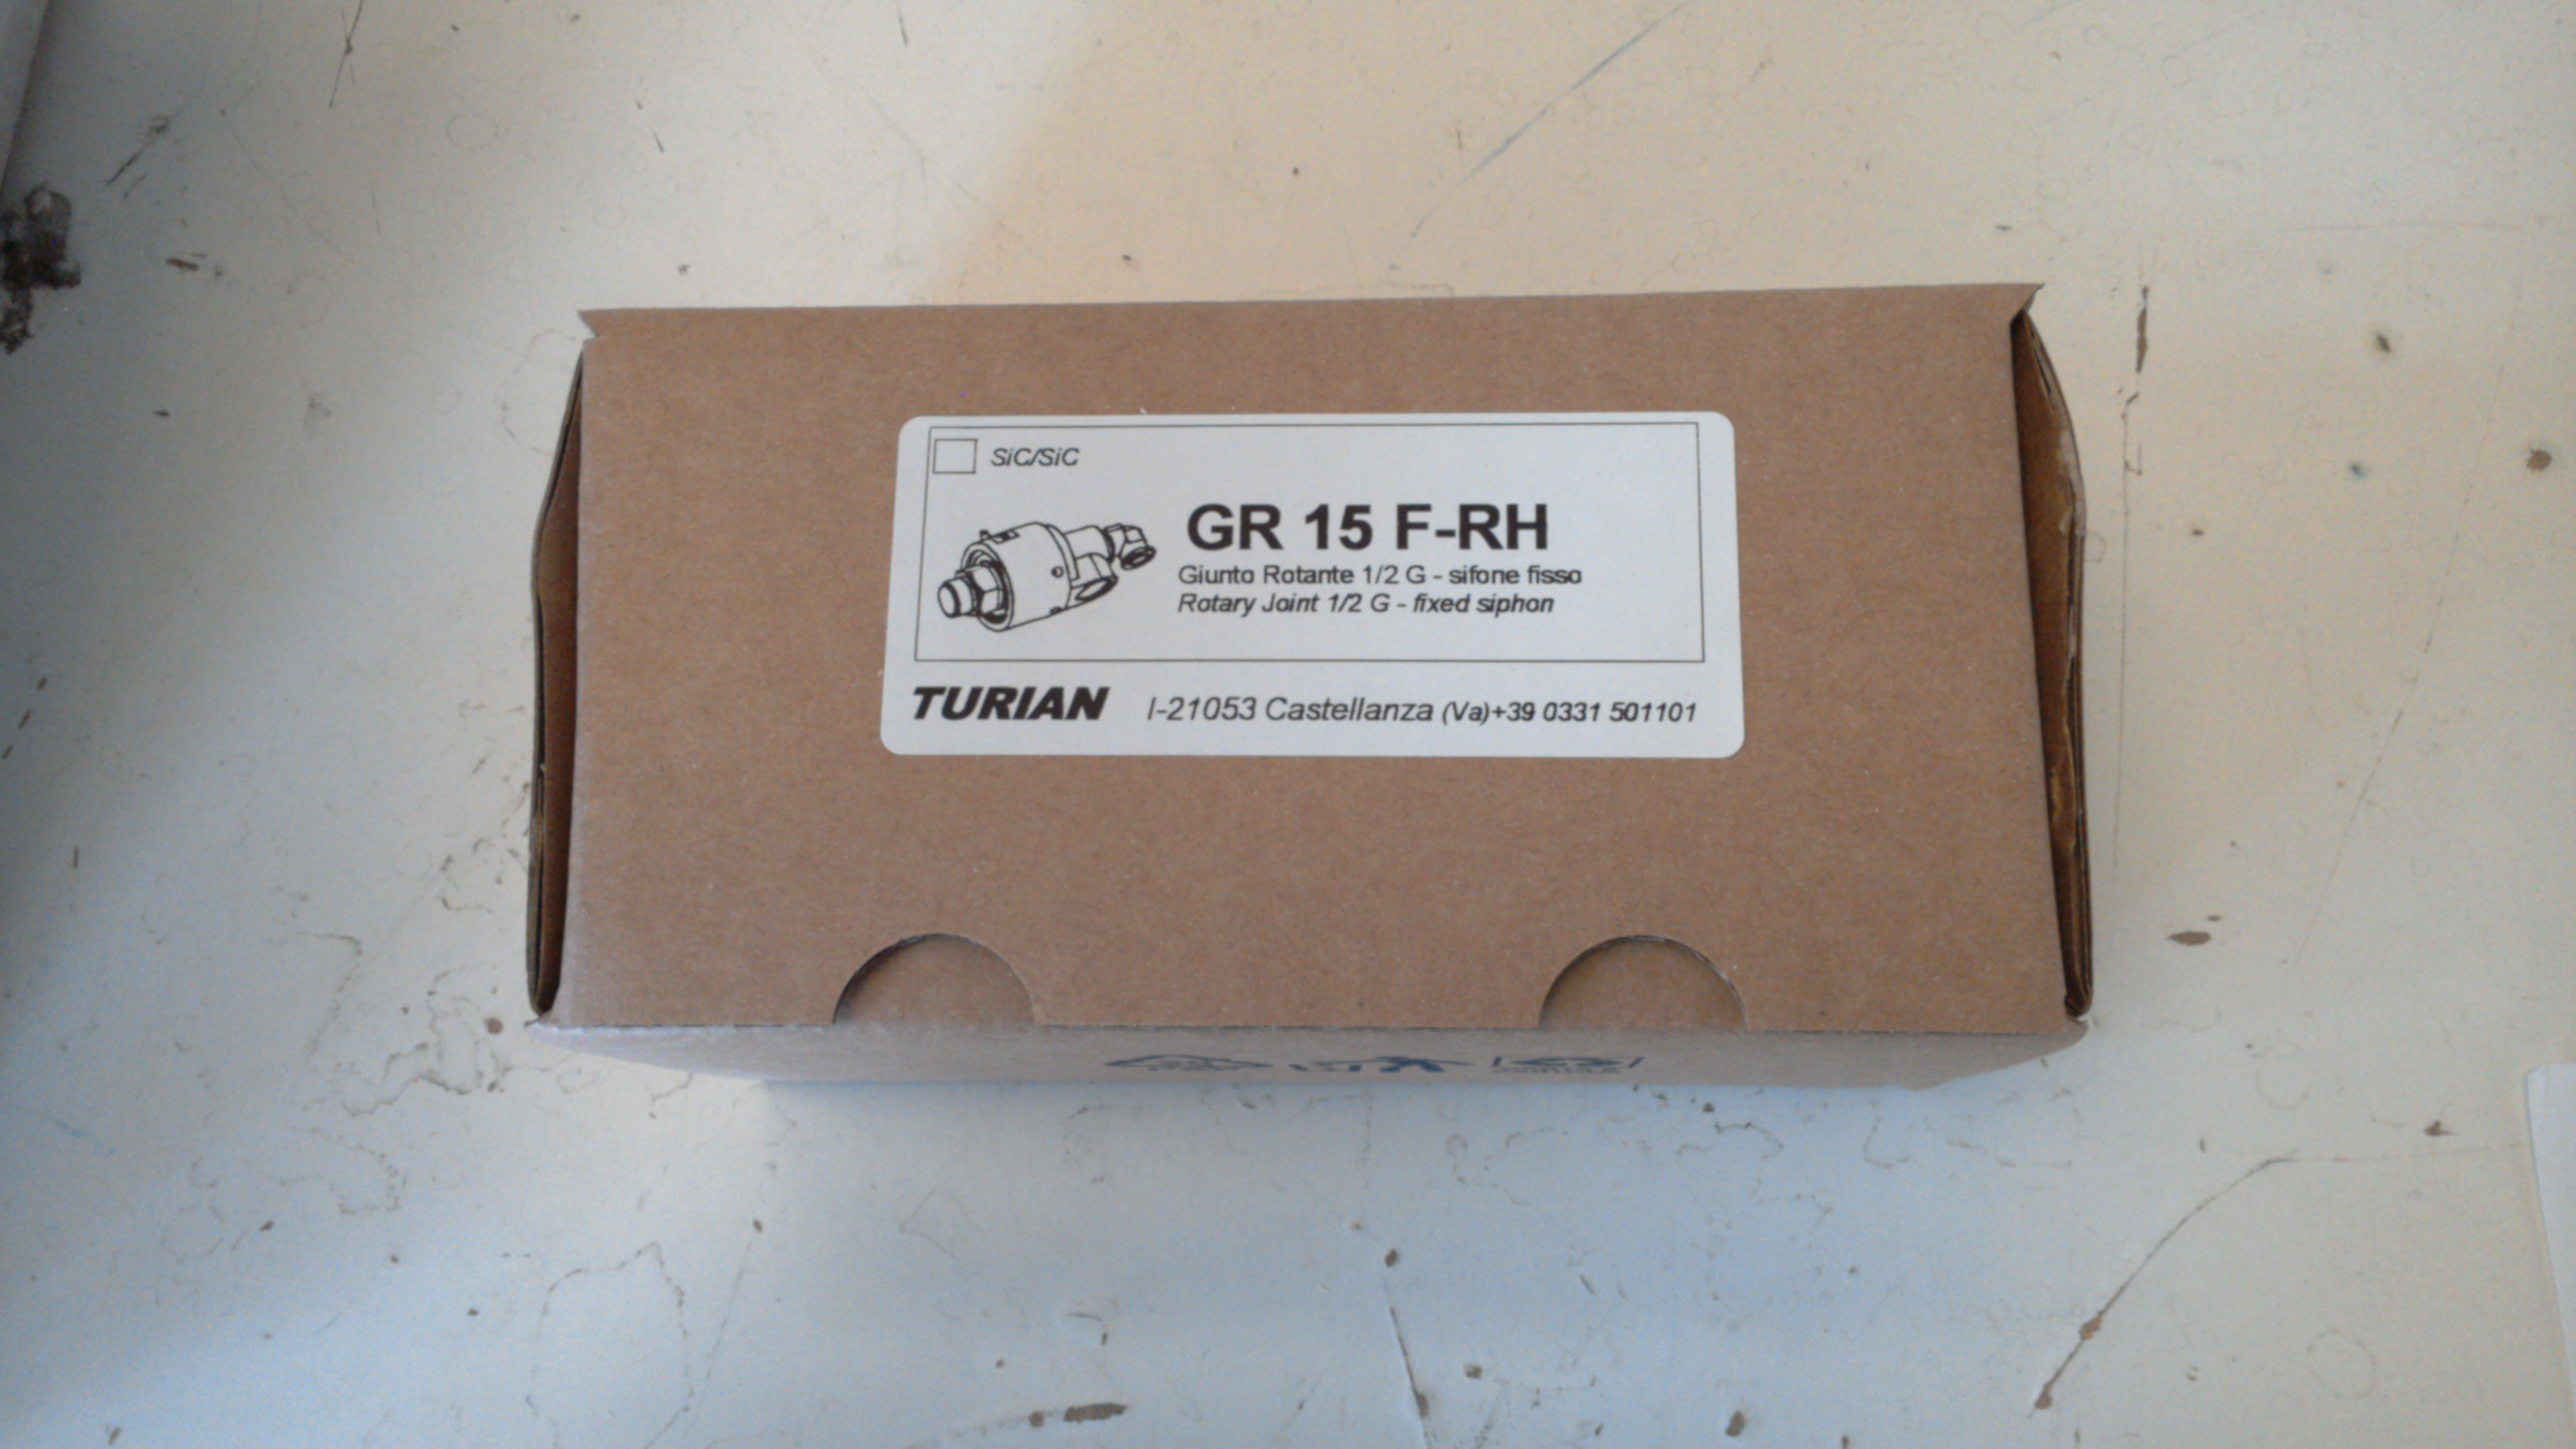 SiC/SiC
GR 15 F-RH
Giunto Rotante 1/2 G - sifone fisso
Rotary Joint 1/2 G - fixed siphon
TURIAN I-21053 Castellanza (Va)+39 0331 501101